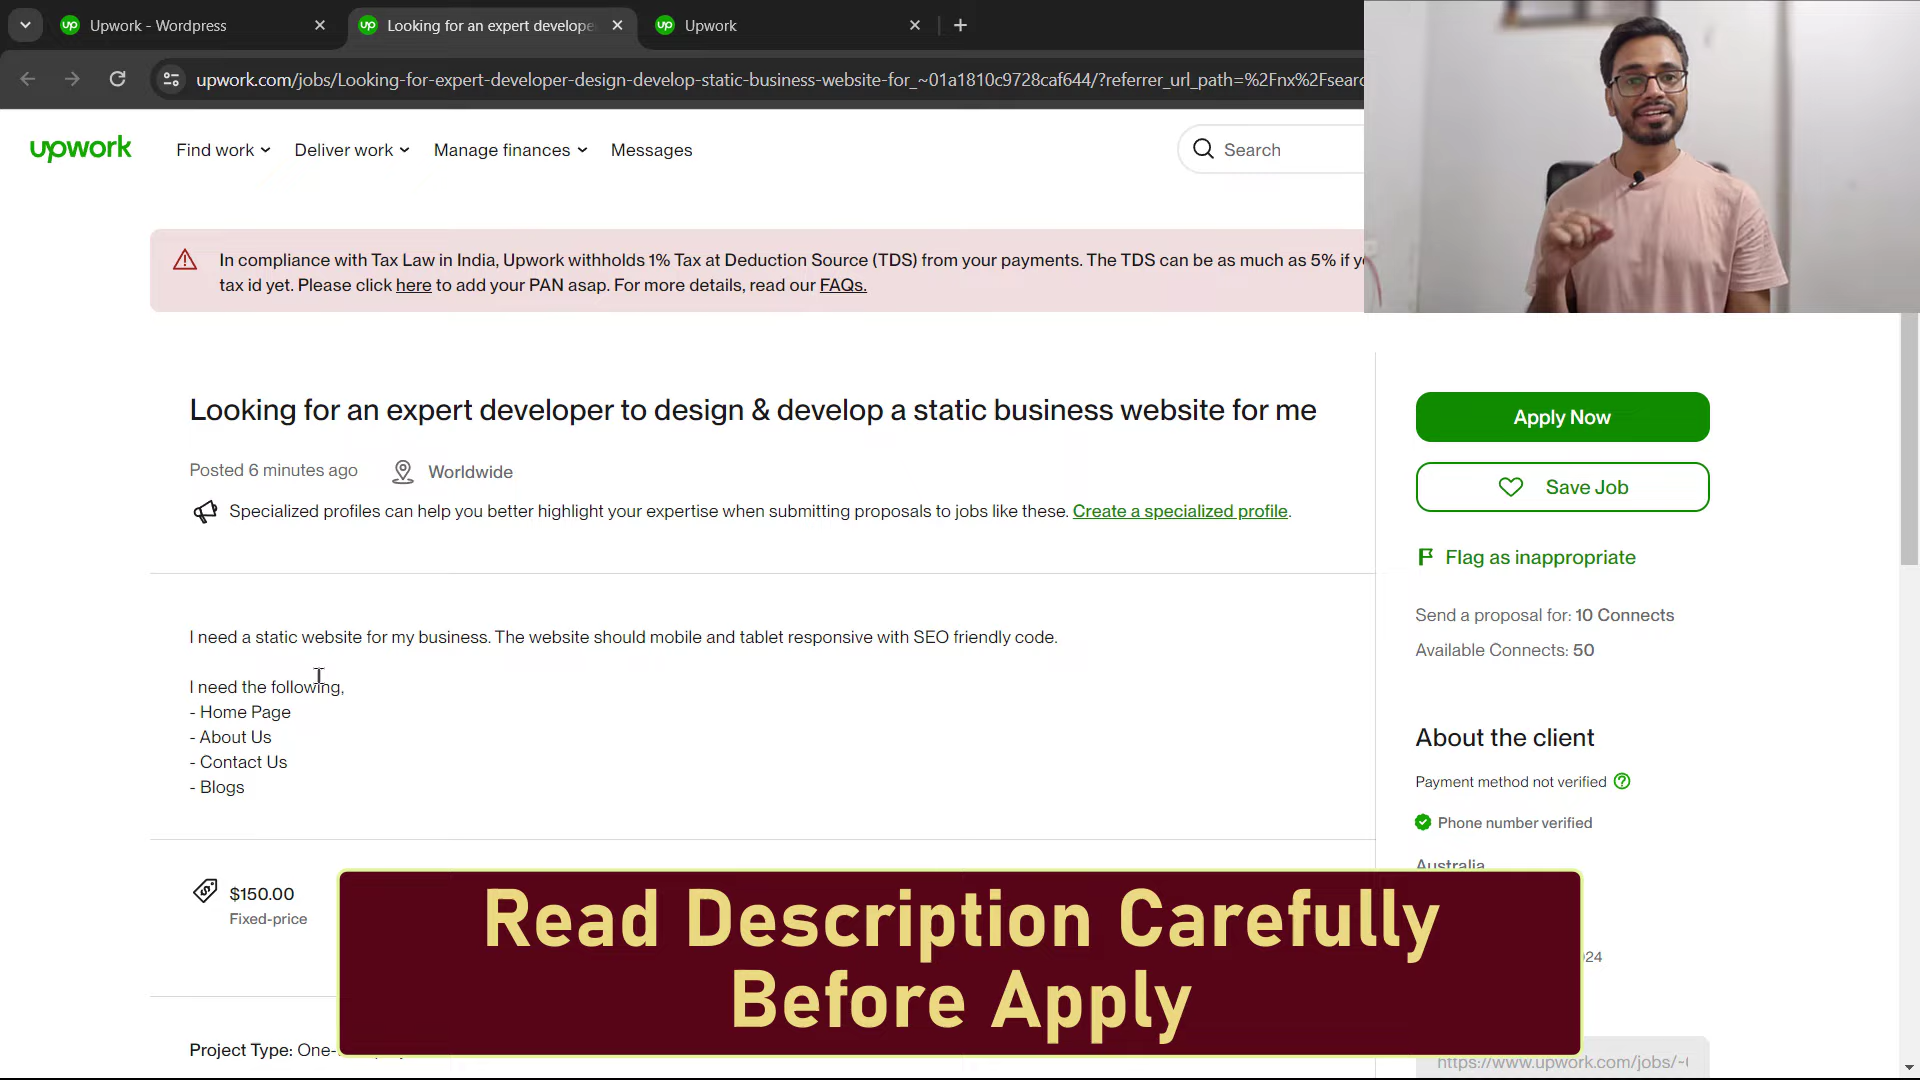 Upwork - Wordpress
Looking for an expert develope
Upwork
upwork.com/jobs/Looking-for-expert-developer-design-develop-static-business-website-for_~01a1810c9728caf644/?referrer_url_path=%2Fnx%2Fsearc
upwork
Find work
Deliver work
Manage finances
Messages
Search
In compliance with Tax Law in India, Upwork withholds 1% Tax at Deduction Source (TDS) from your payments. The TDS can be as much as 5% if y
tax id yet. Please click here to add your PAN asap. For more details, read our FAQs.
Looking for an expert developer to design & develop a static business website for me
Posted 6 minutes ago
Worldwide
Specialized profiles can help you better highlight your expertise when submitting proposals to jobs like these. Create a specialized profile.
I need a static website for my business. The website should mobile and tablet responsive with SEO friendly code.
I need the following,
- Home Page
- About Us
- Contact Us
- Blogs
$150.00
Fixed-price
Project Type: One-
Apply Now
Save Job
Flag as inappropriate
Send a proposal for: 10 Connects
Available Connects: 50
About the client
Payment method not verified
Phone number verified
Australia
24
https://www.upwork.com/jobs/~
Read Description Carefully
Before Apply